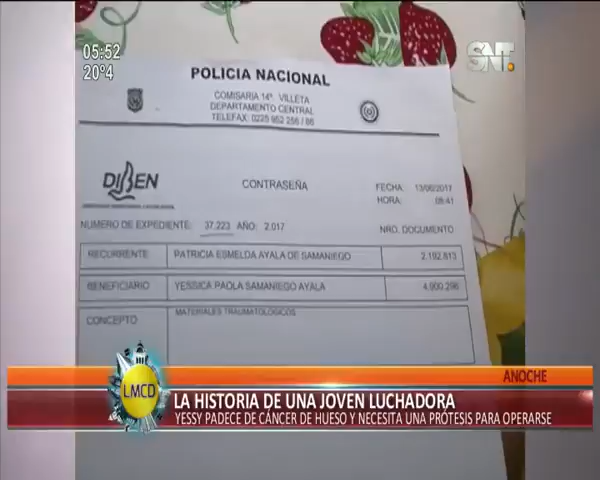 05:52
20°4
SNT.
POLICIA NACIONAL
COMISARIA 14ª VILLETA
DEPARTAMENTO CENTRAL
TELEFAX: 0225 952 256 / 86
DIBEN
CONTRASEÑA
FECHA: 13/06/2017
HORA: 08:41
NUMERO DE EXPEDIENTE: 37.223 AÑO: 2.017
NRO. DOCUMENTO
RECURRENTE PATRICIA ESMELDA AYALA DE SAMANIEGO 2.192.813
BENEFICIARIO YESSICA PAOLA SAMANIEGO AYALA 4.900.296
CONCEPTO MATERIALES TRAUMATOLOGICOS
ANOCHE
LMCD
LA HISTORIA DE UNA JOVEN LUCHADORA
YESSY PADECE DE CÁNCER DE HUESO Y NECESITA UNA PRÓTESIS PARA OPERARSE